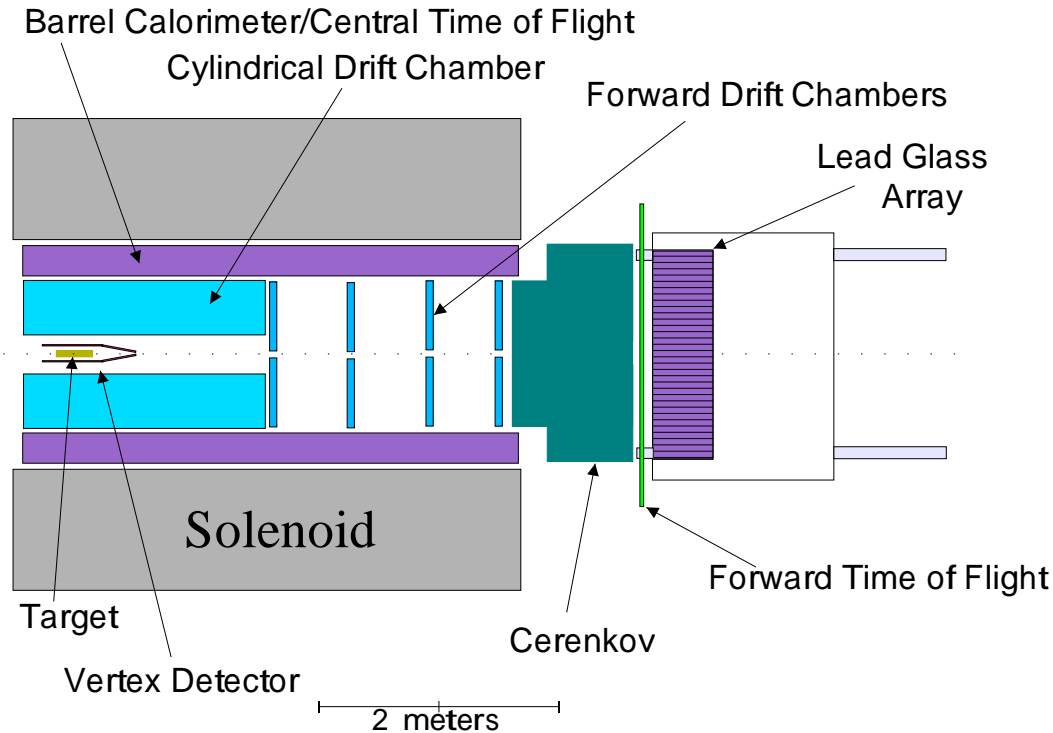 Barrel Calorimeter/Central Time of Flight
Cylindrical Drift Chamber
Forward Drift Chambers
Lead Glass
Array
Solenoid
Forward Time of Flight
Target
Cerenkov
Vertex Detector
2 meters